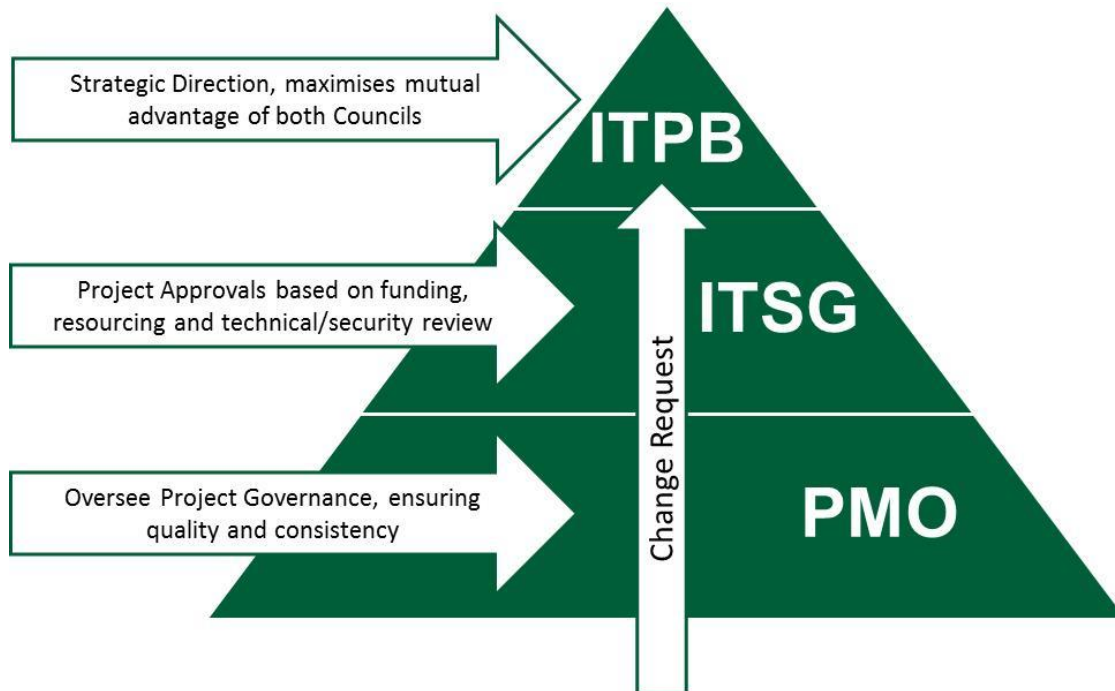 Strategic Direction, maximises mutual
advantage of both Councils
ITPB
Project Approvals based on funding,
resourcing and technical/security review
ITSG
Oversee Project Governance, ensuring
quality and consistency
PMO
Change Request